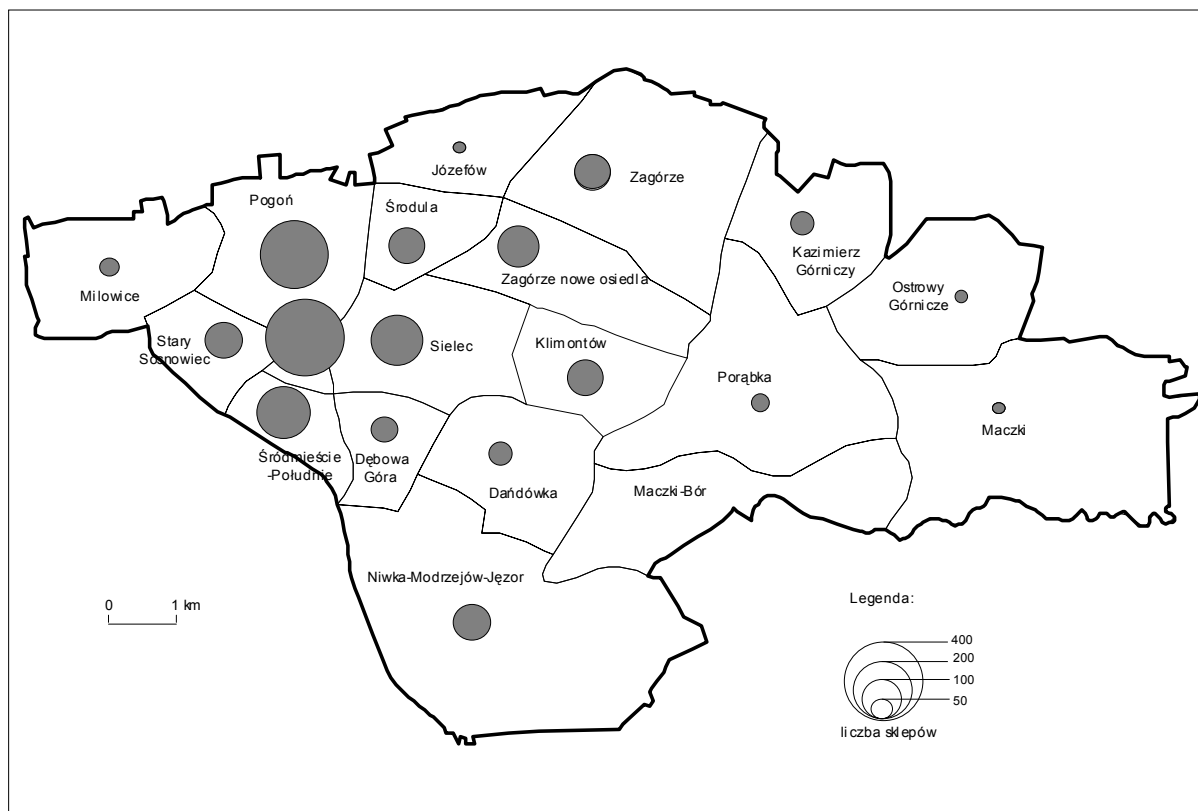 Józefów
Zagórze
Pogoń
Środula
Kazimierz
Górniczy
Zagórze nowe osiedla
Ostrowy
Górnicze
Milowice
Stary
Sosnowiec
Sielec
Klimontów
Porąbka
Maczki
Śródmieście
-Południe
Dębowa
Góra
Dańdówka
Maczki-Bór
Niwka-Modrzejów-Jęzor
0 1 km
Legenda:
400
200
100
50
liczba sklepów